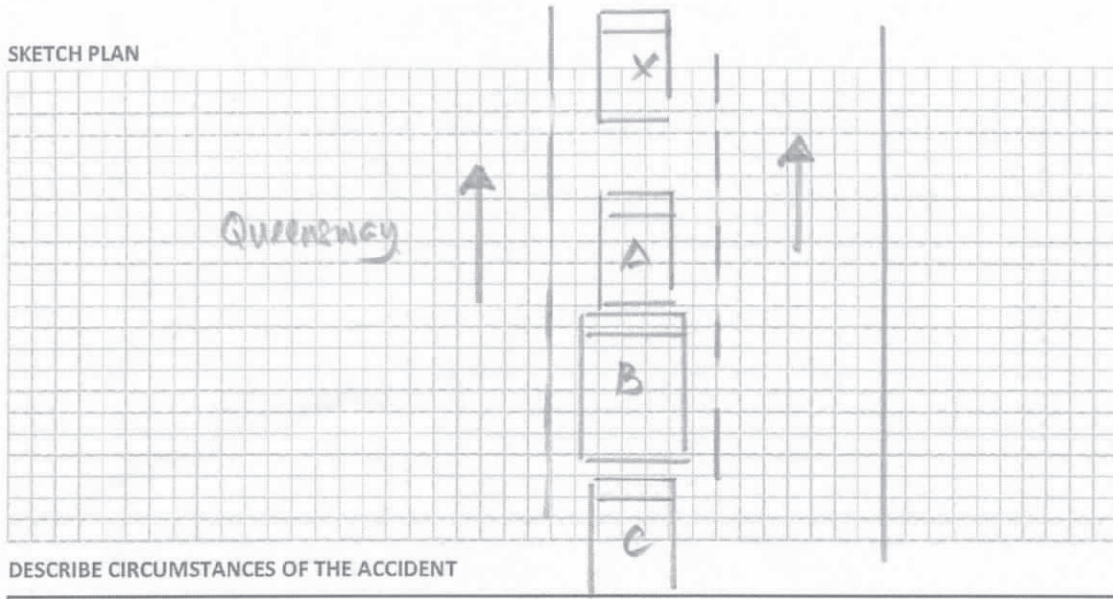 SKETCH PLAN
X
Queensway
A
B
C
DESCRIBE CIRCUMSTANCES OF THE ACCIDENT